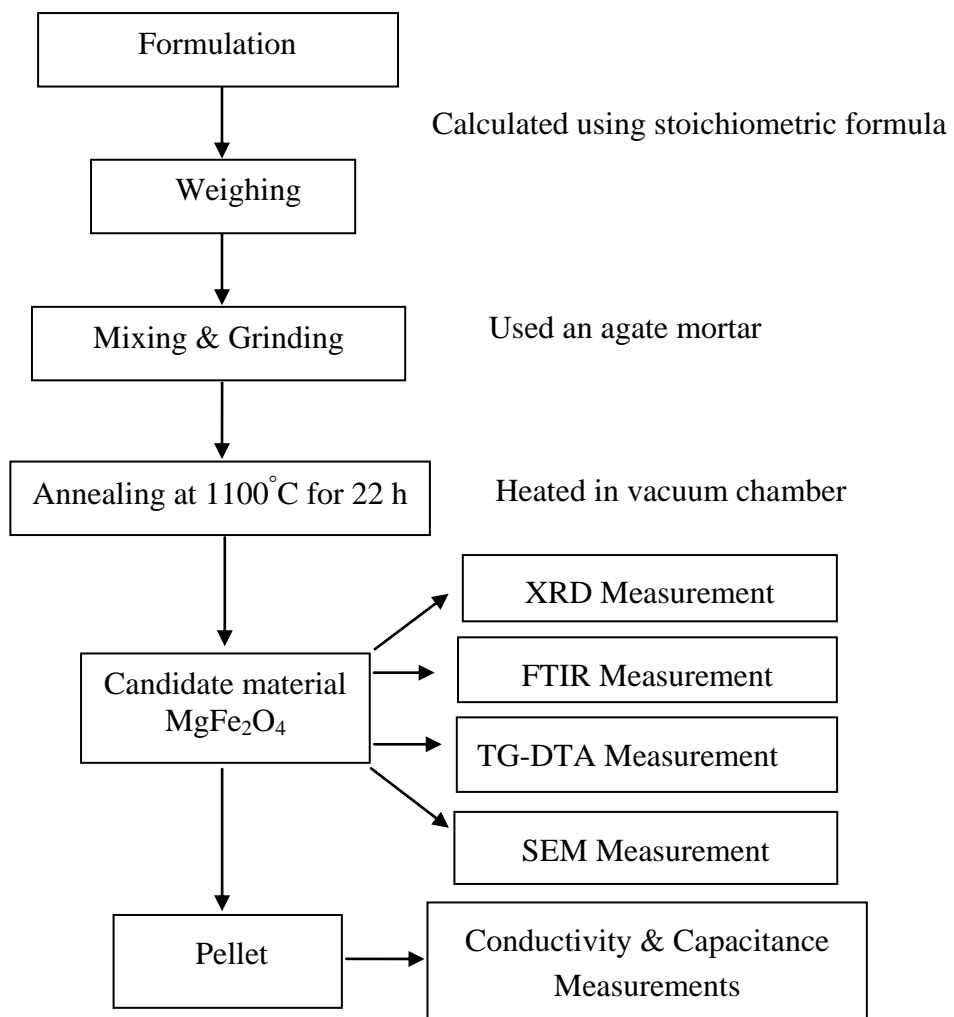 Formulation
Calculated using stoichiometric formula
Weighing
Mixing & Grinding
Used an agate mortar
Annealing at 1100°C for 22 h
Heated in vacuum chamber
XRD Measurement
Candidate material
MgFe₂O₄
FTIR Measurement
TG-DTA Measurement
SEM Measurement
Pellet
Conductivity & Capacitance
Measurements